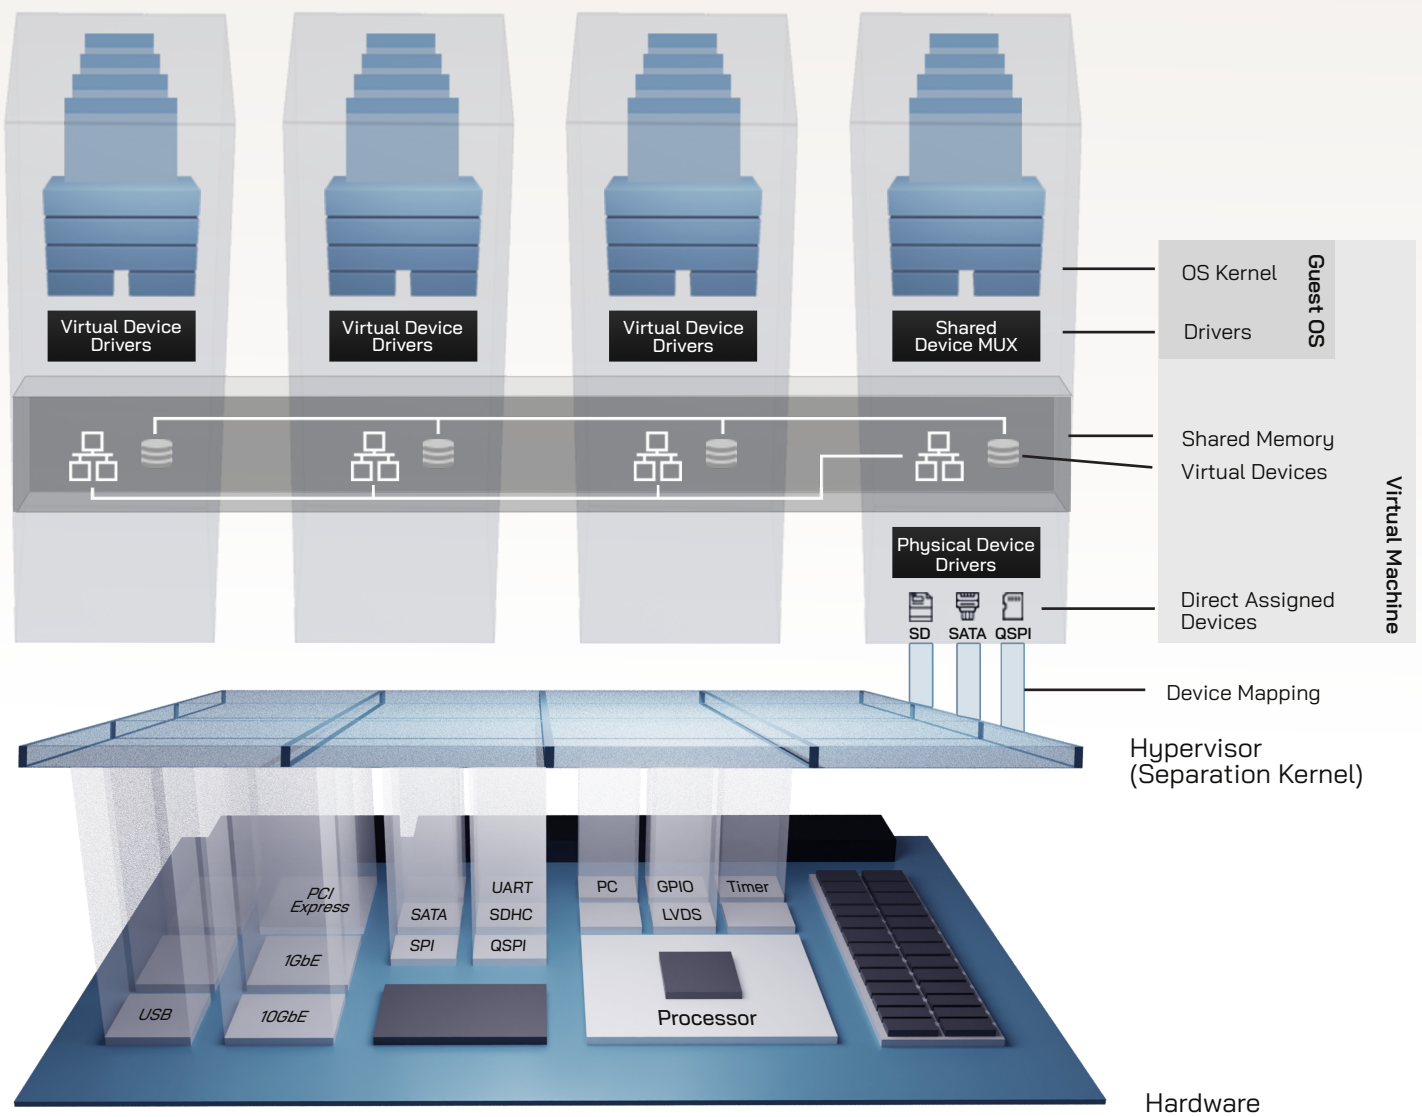 Virtual Device
Drivers
Virtual Device
Drivers
Virtual Device
Drivers
Shared
Device MUX
OS Kernel
Drivers
Guest OS
Shared Memory
Virtual Devices
Virtual Machine
Physical Device
Drivers
SD
SATA
QSPI
Direct Assigned
Devices
Device Mapping
Hypervisor
(Separation Kernel)
PCI
Express
SATA
UART
SDHC
SPI
QSPI
PC
GPIO
Timer
LVDS
1GbE
USB
10GbE
Processor
Hardware